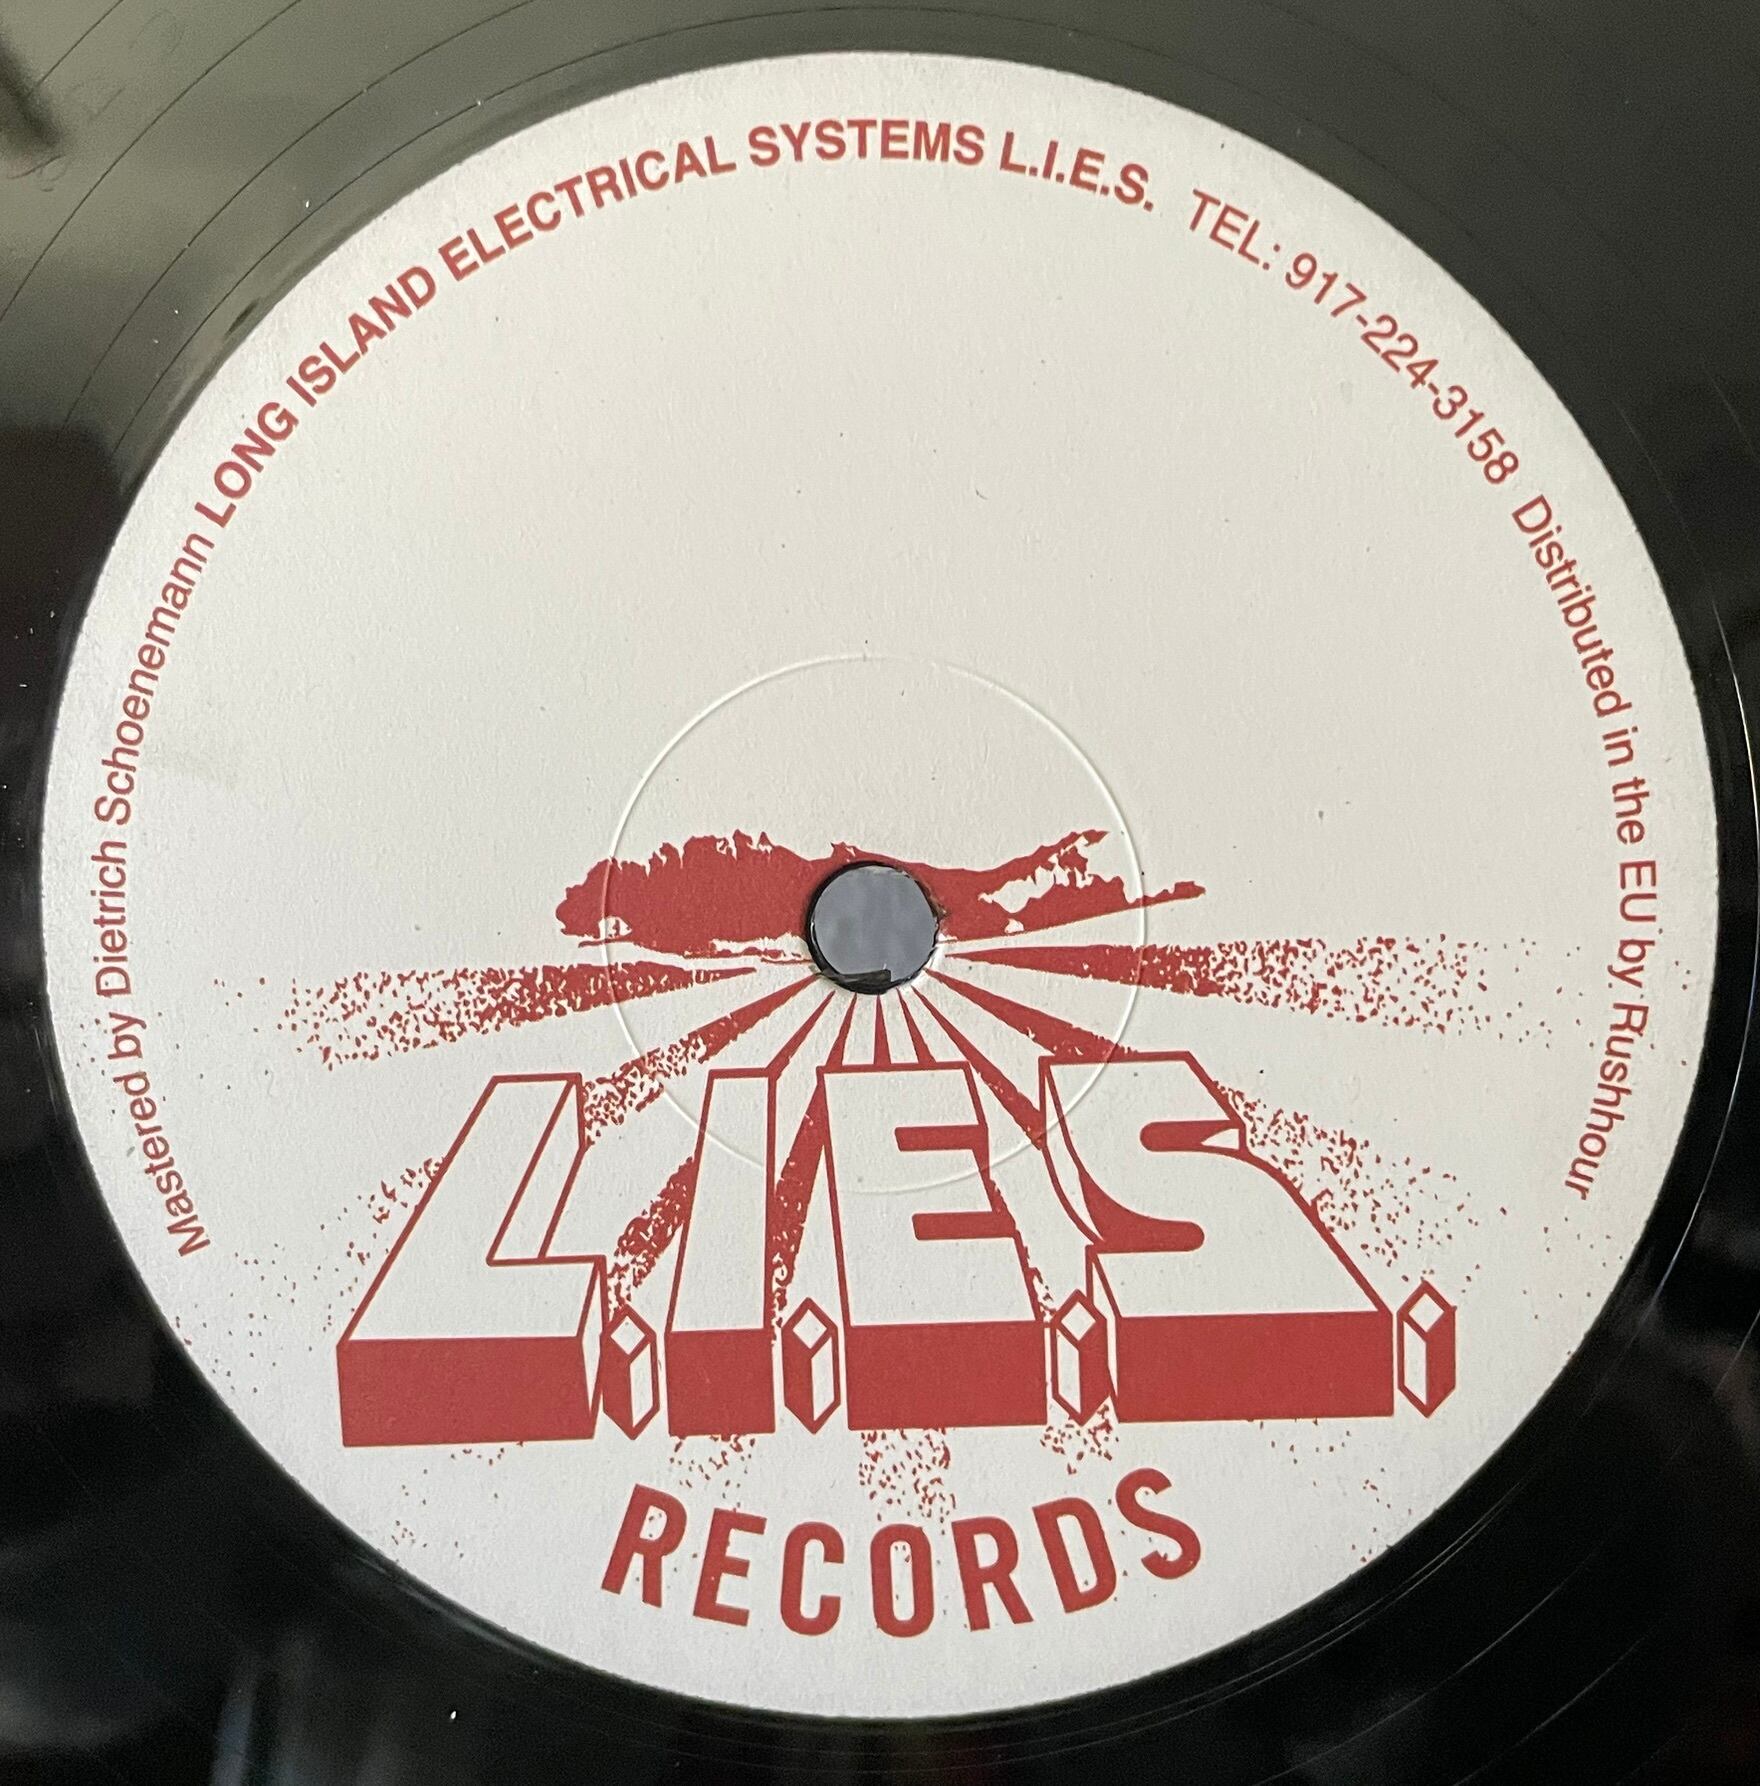 Mastered by Dietrich Schoenemann LONG ISLAND ELECTRICAL SYSTEMS L.I.E.S. TEL: 917-224-3158 Distributed in the EU by Rushhour
L.I.E.S.
RECORDS